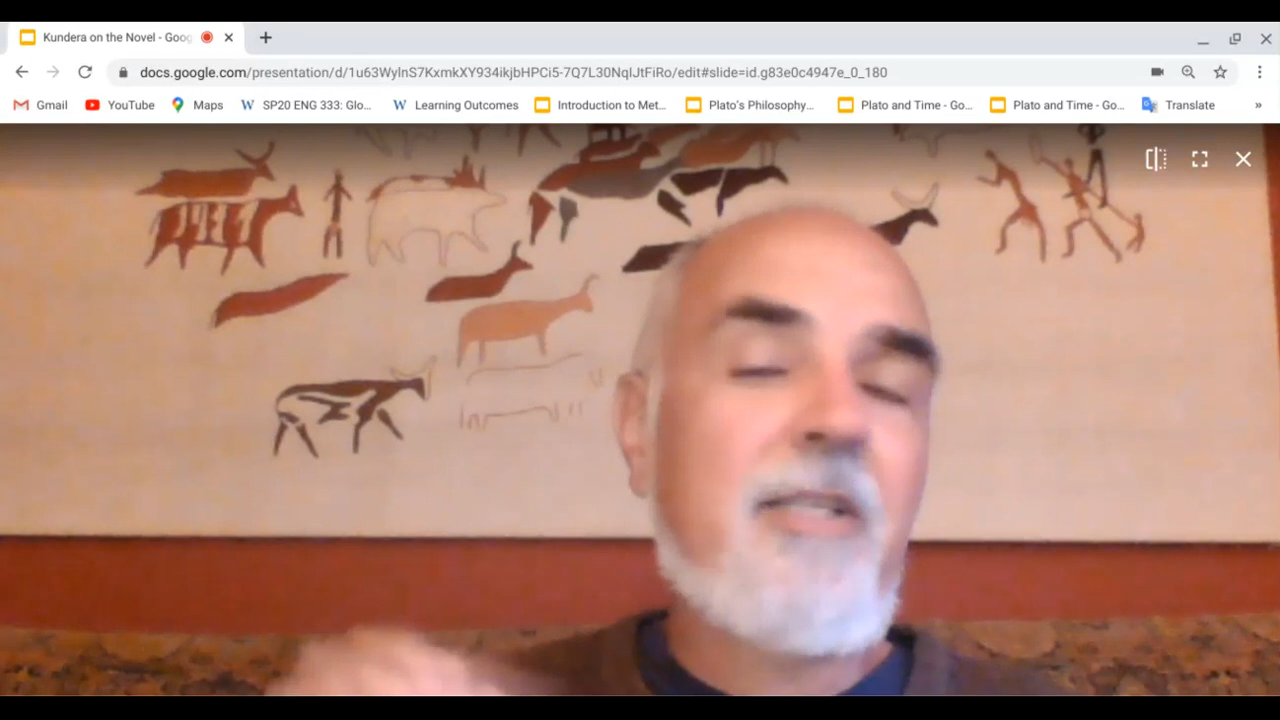 Kundera on the Novel - Goog
docs.google.com/presentation/d/1u63WylnS7KxmkXY934ikjbHPCi5-7Q7L30NqIJtFiRo/edit#slide=id.g83e0c4947e_0_180
Gmail YouTube Maps SP20 ENG 333: Glo... Learning Outcomes Introduction to Met... Plato's Philosophy... Plato and Time - Go... Plato and Time - Go... Translate »